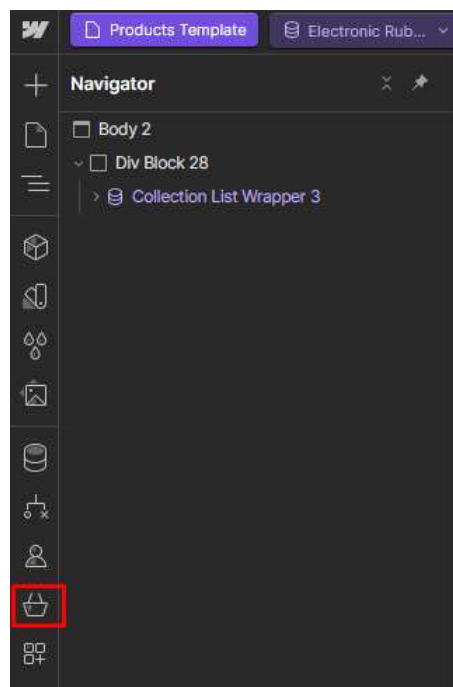 Products Template
Electronic Rub...
Navigator
Body 2
Div Block 28
Collection List Wrapper 3